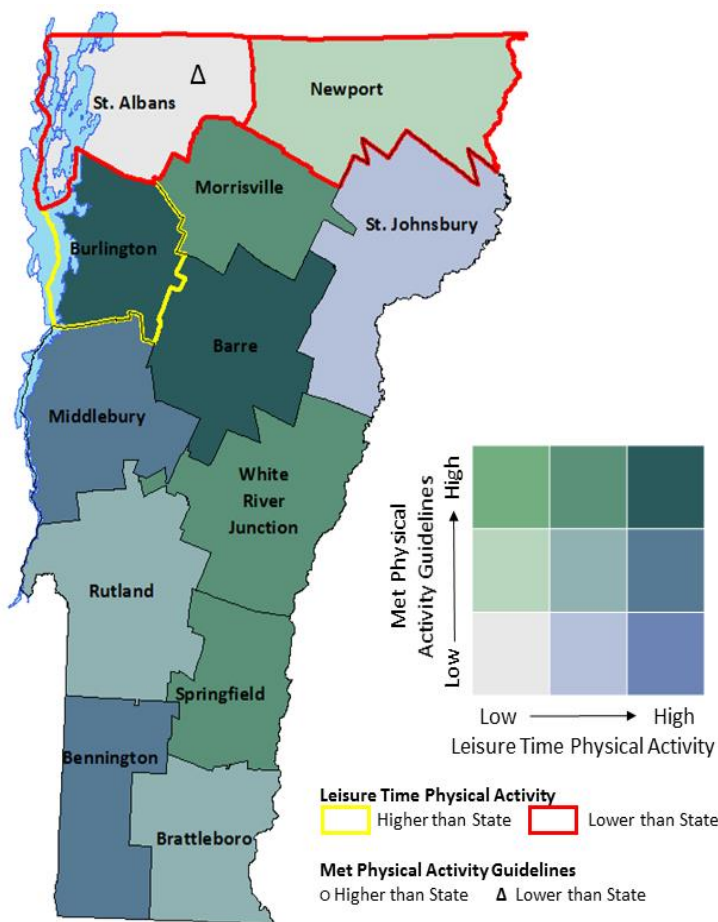 Δ
St. Albans
Newport
Morrisville
St. Johnsbury
Burlington
Barre
Middlebury
White
River
Junction
Rutland
Springfield
Bennington
Brattleboro
Met Physical
Activity Guidelines
Low
High
Low
High
Leisure Time Physical Activity
Leisure Time Physical Activity
Higher than State
Lower than State
Met Physical Activity Guidelines
○ Higher than State Δ Lower than State